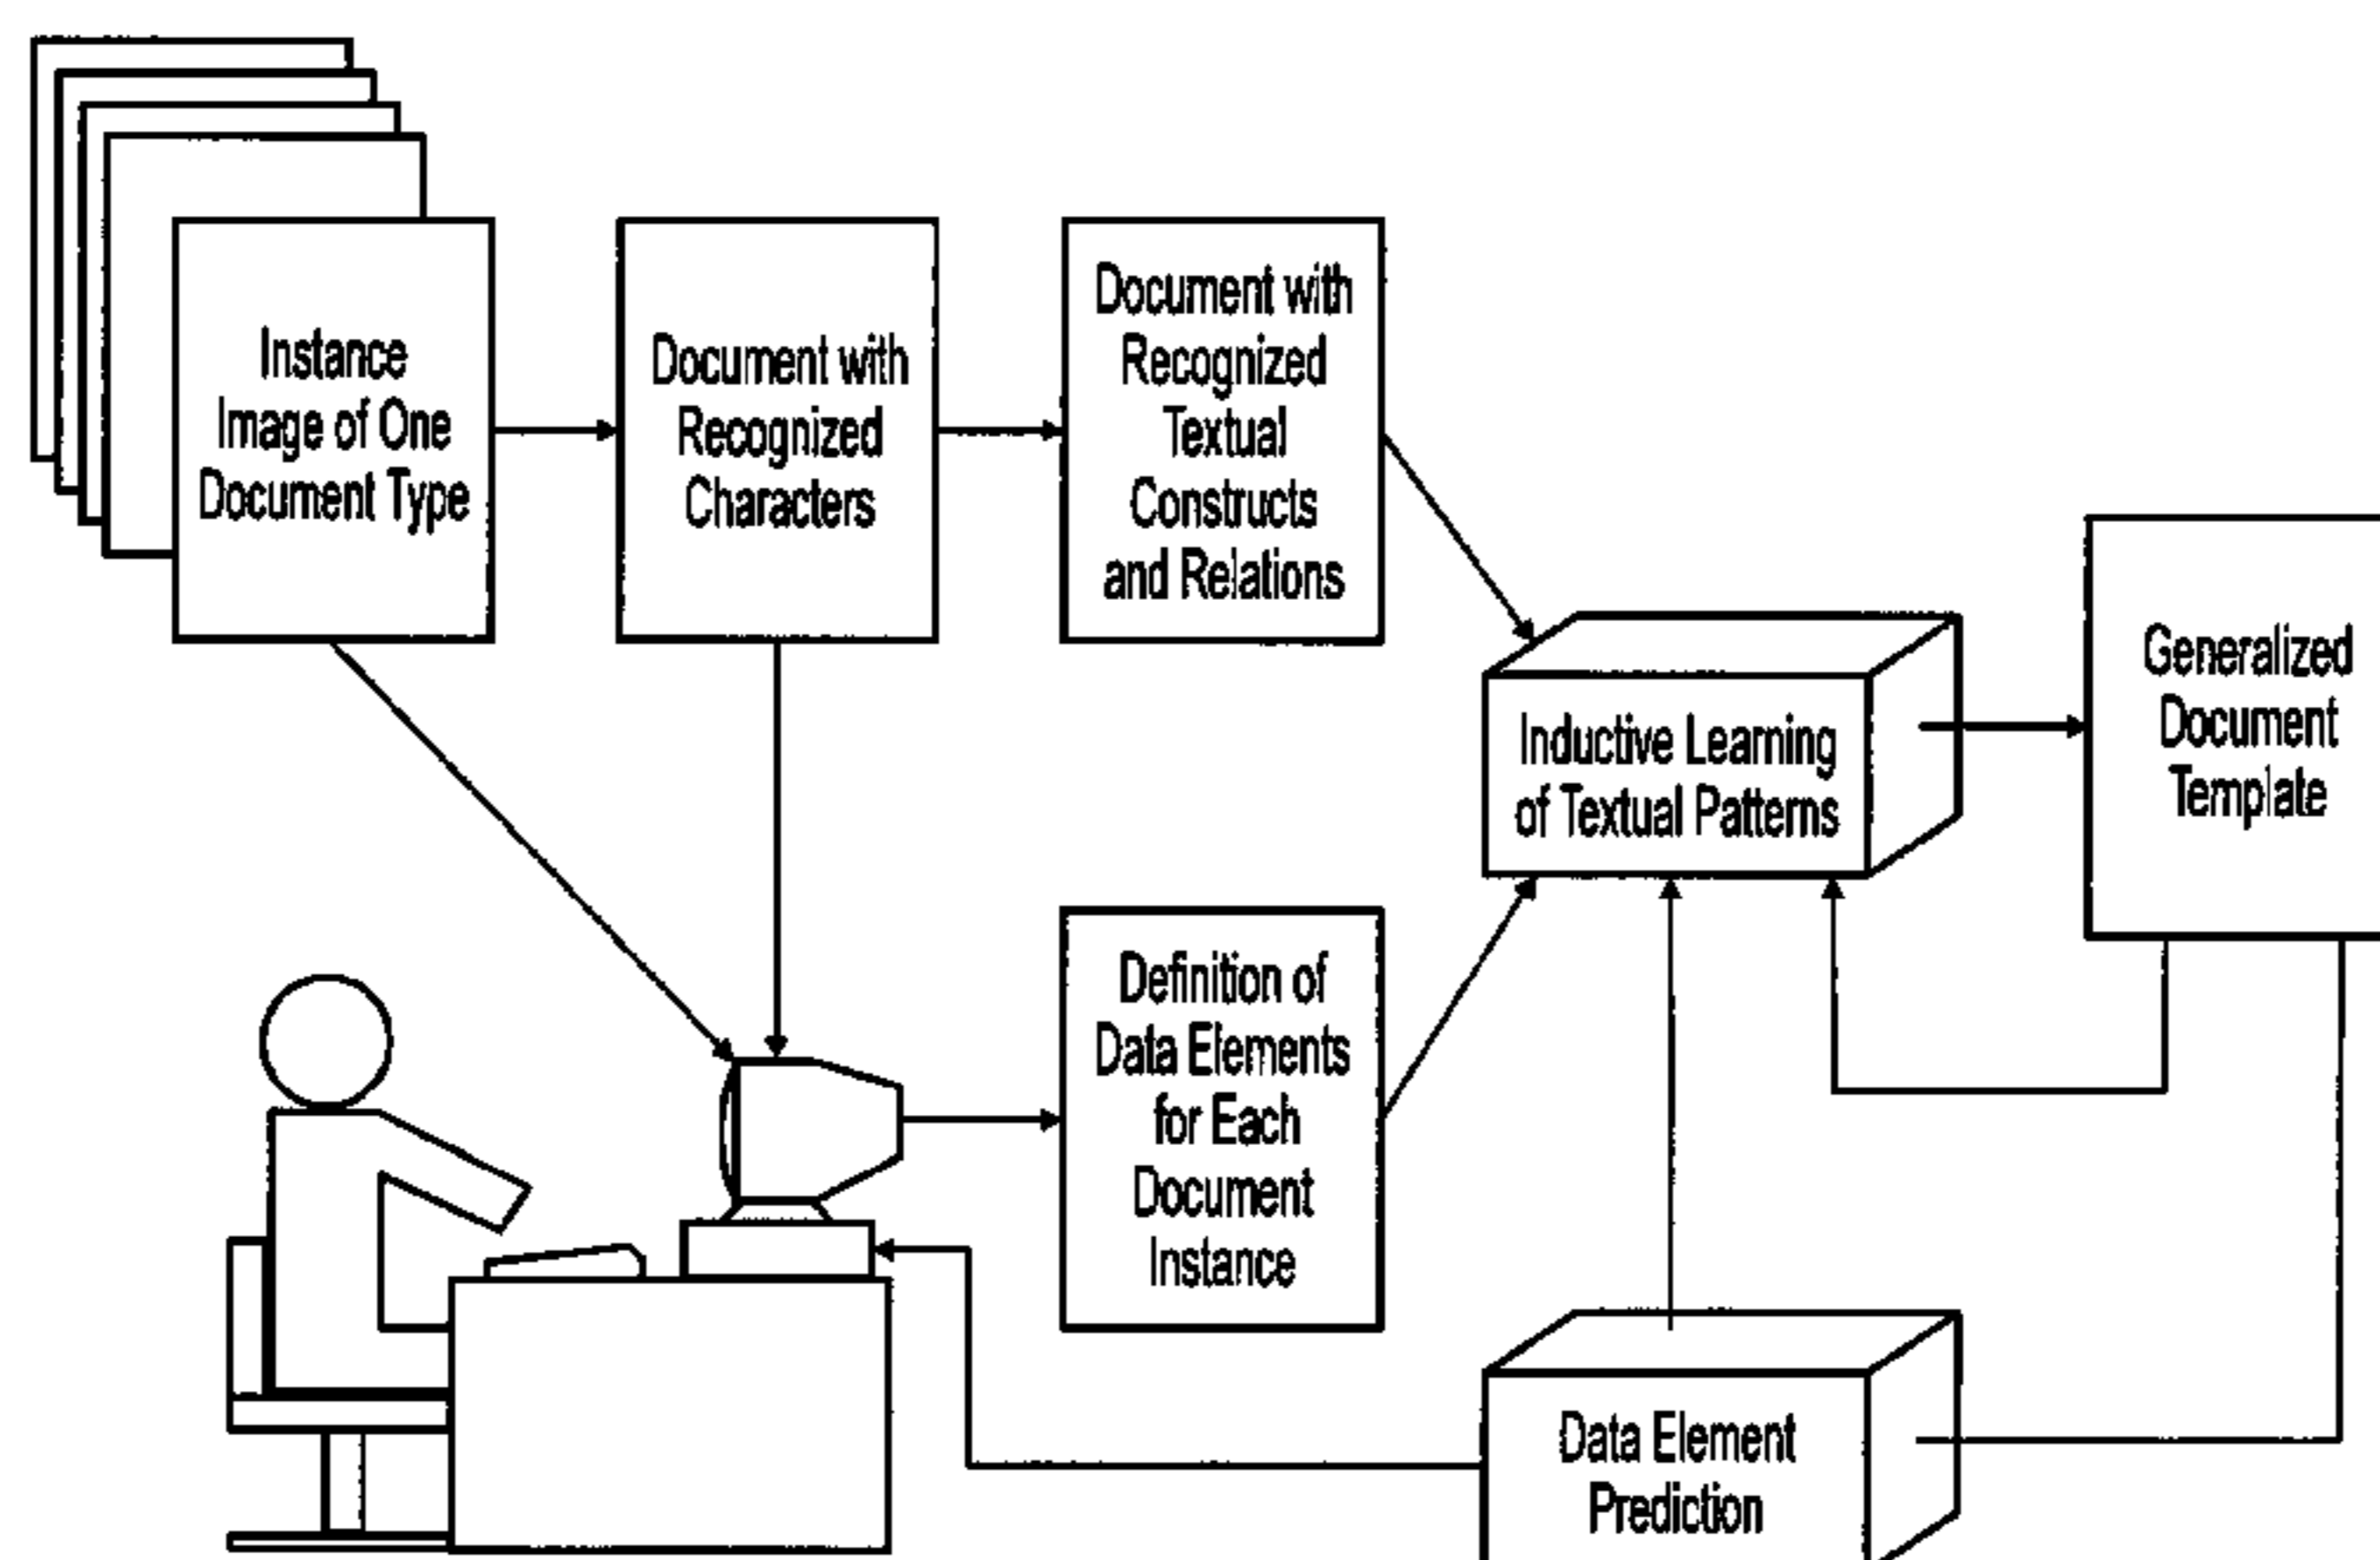 Instance
Image of One
Document Type
Document with
Recognized
Characters
Document with
Recognized
Textual
Constructs
and Relations
Inductive Learning
of Textual Patterns
Generalized
Document
Template
Definition of
Data Elements
for Each
Document
Instance
Data Element
Prediction